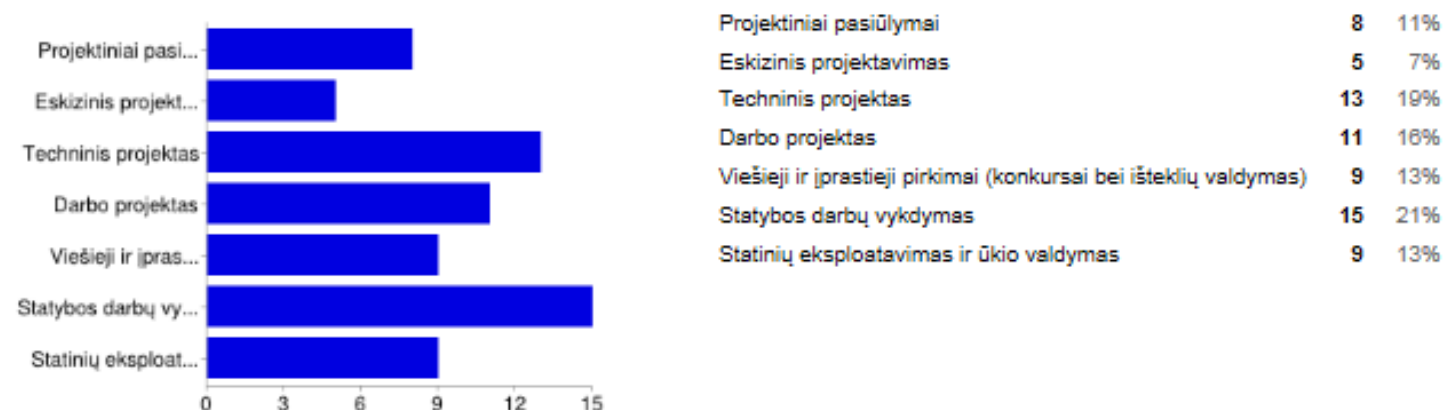 Projektiniai pasi...
Eskizinis projekt...
Techninis projektas
Darbo projektas
Viešieji ir įpras...
Statybos darbų vy...
Statinių eksploat...
0 3 6 9 12 15
Projektiniai pasiūlymai 8 11%
Eskizinis projektavimas 5 7%
Techninis projektas 13 19%
Darbo projektas 11 16%
Viešieji ir įprastieji pirkimai (konkursai bei išteklių valdymas) 9 13%
Statybos darbų vykdymas 15 21%
Statinių eksploatavimas ir ūkio valdymas 9 13%